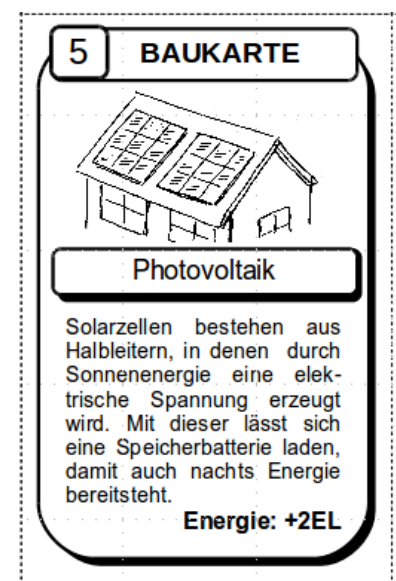 5 BAUKARTE
Photovoltaik
Solarzellen bestehen aus
Halbleitern, in denen durch
Sonnenenergie eine elek-
trische Spannung erzeugt
wird. Mit dieser lässt sich
eine Speicherbatterie laden,
damit auch nachts Energie
bereitsteht.
Energie: +2EL